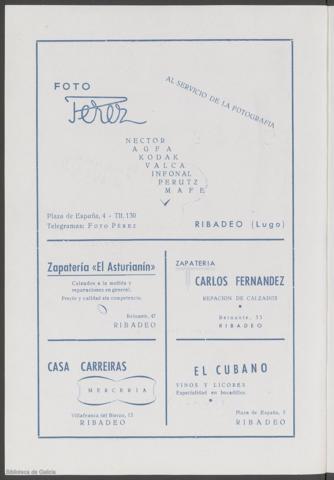 FOTO
Perez
AL SERVICIO DE LA FOTOGRAFIA
NECTOR
AGFA
KODAK
VALCA
INFONAL
PERUTZ
MAFE
Plaza de España, 4 - Tlf. 130
Telegramas: FOTO PÉREZ
RIBADEO (Lugo)
Zapatería «El Asturianín»
Calzados a la medida y
reparaciones en general.
Precio y calidad sin competencia.
Reinante, 47
RIBADEO
ZAPATERIA
CARLOS FERNANDEZ
REPACION DE CALZADOS
Reinante, 33
RIBADEO
CASA CARREIRAS
MERCERÍA
Villafranca del Bierzo, 13
RIBADEO
EL CUBANO
VINOS Y LICORES
Especialidad en bocadillos
Plaza de España, 5
RIBADEO
Biblioteca de Galicia